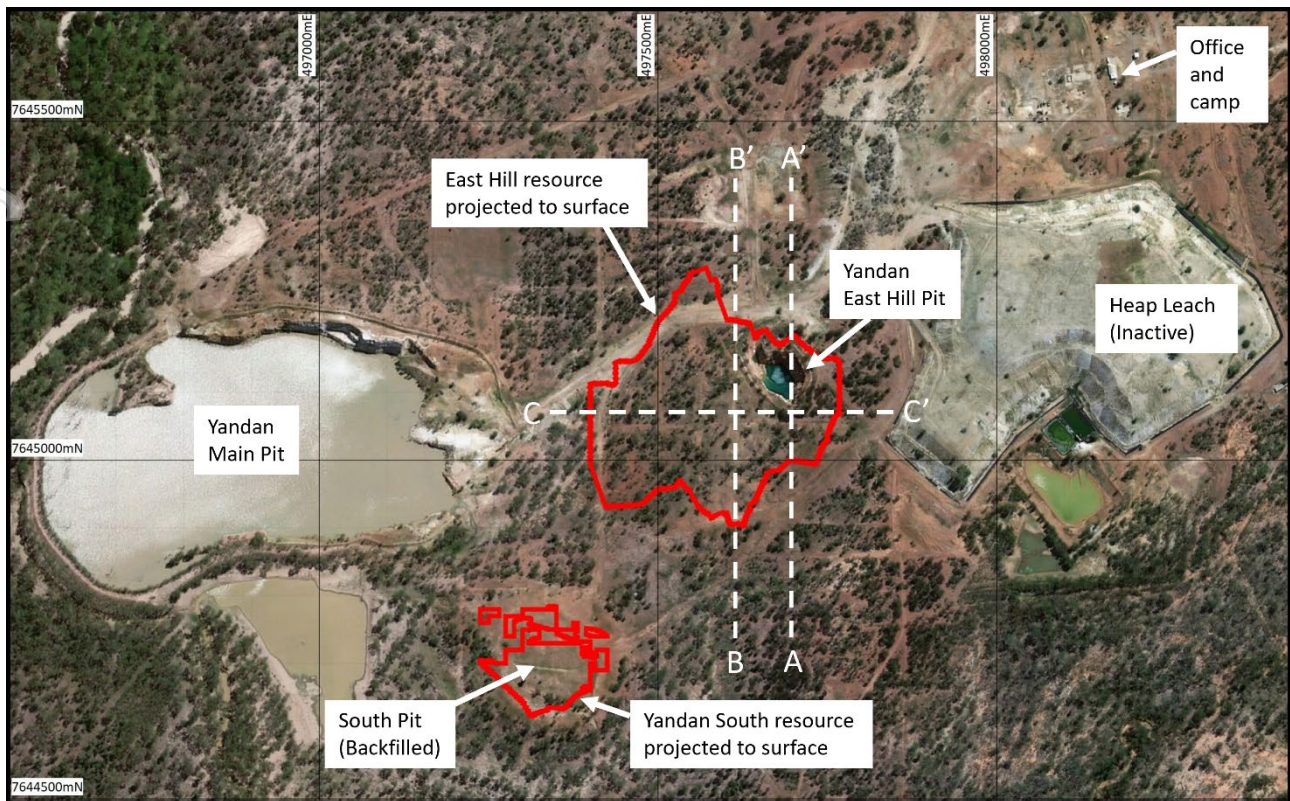 497000mE
497500mE
498000mE
Office
and
camp
7645500mN
B’
A’
East Hill resource
projected to surface
Yandan
East Hill Pit
Heap Leach
(Inactive)
C
C’
Yandan
Main Pit
7645000mN
B
A
South Pit
(Backfilled)
Yandan South resource
projected to surface
7644500mN